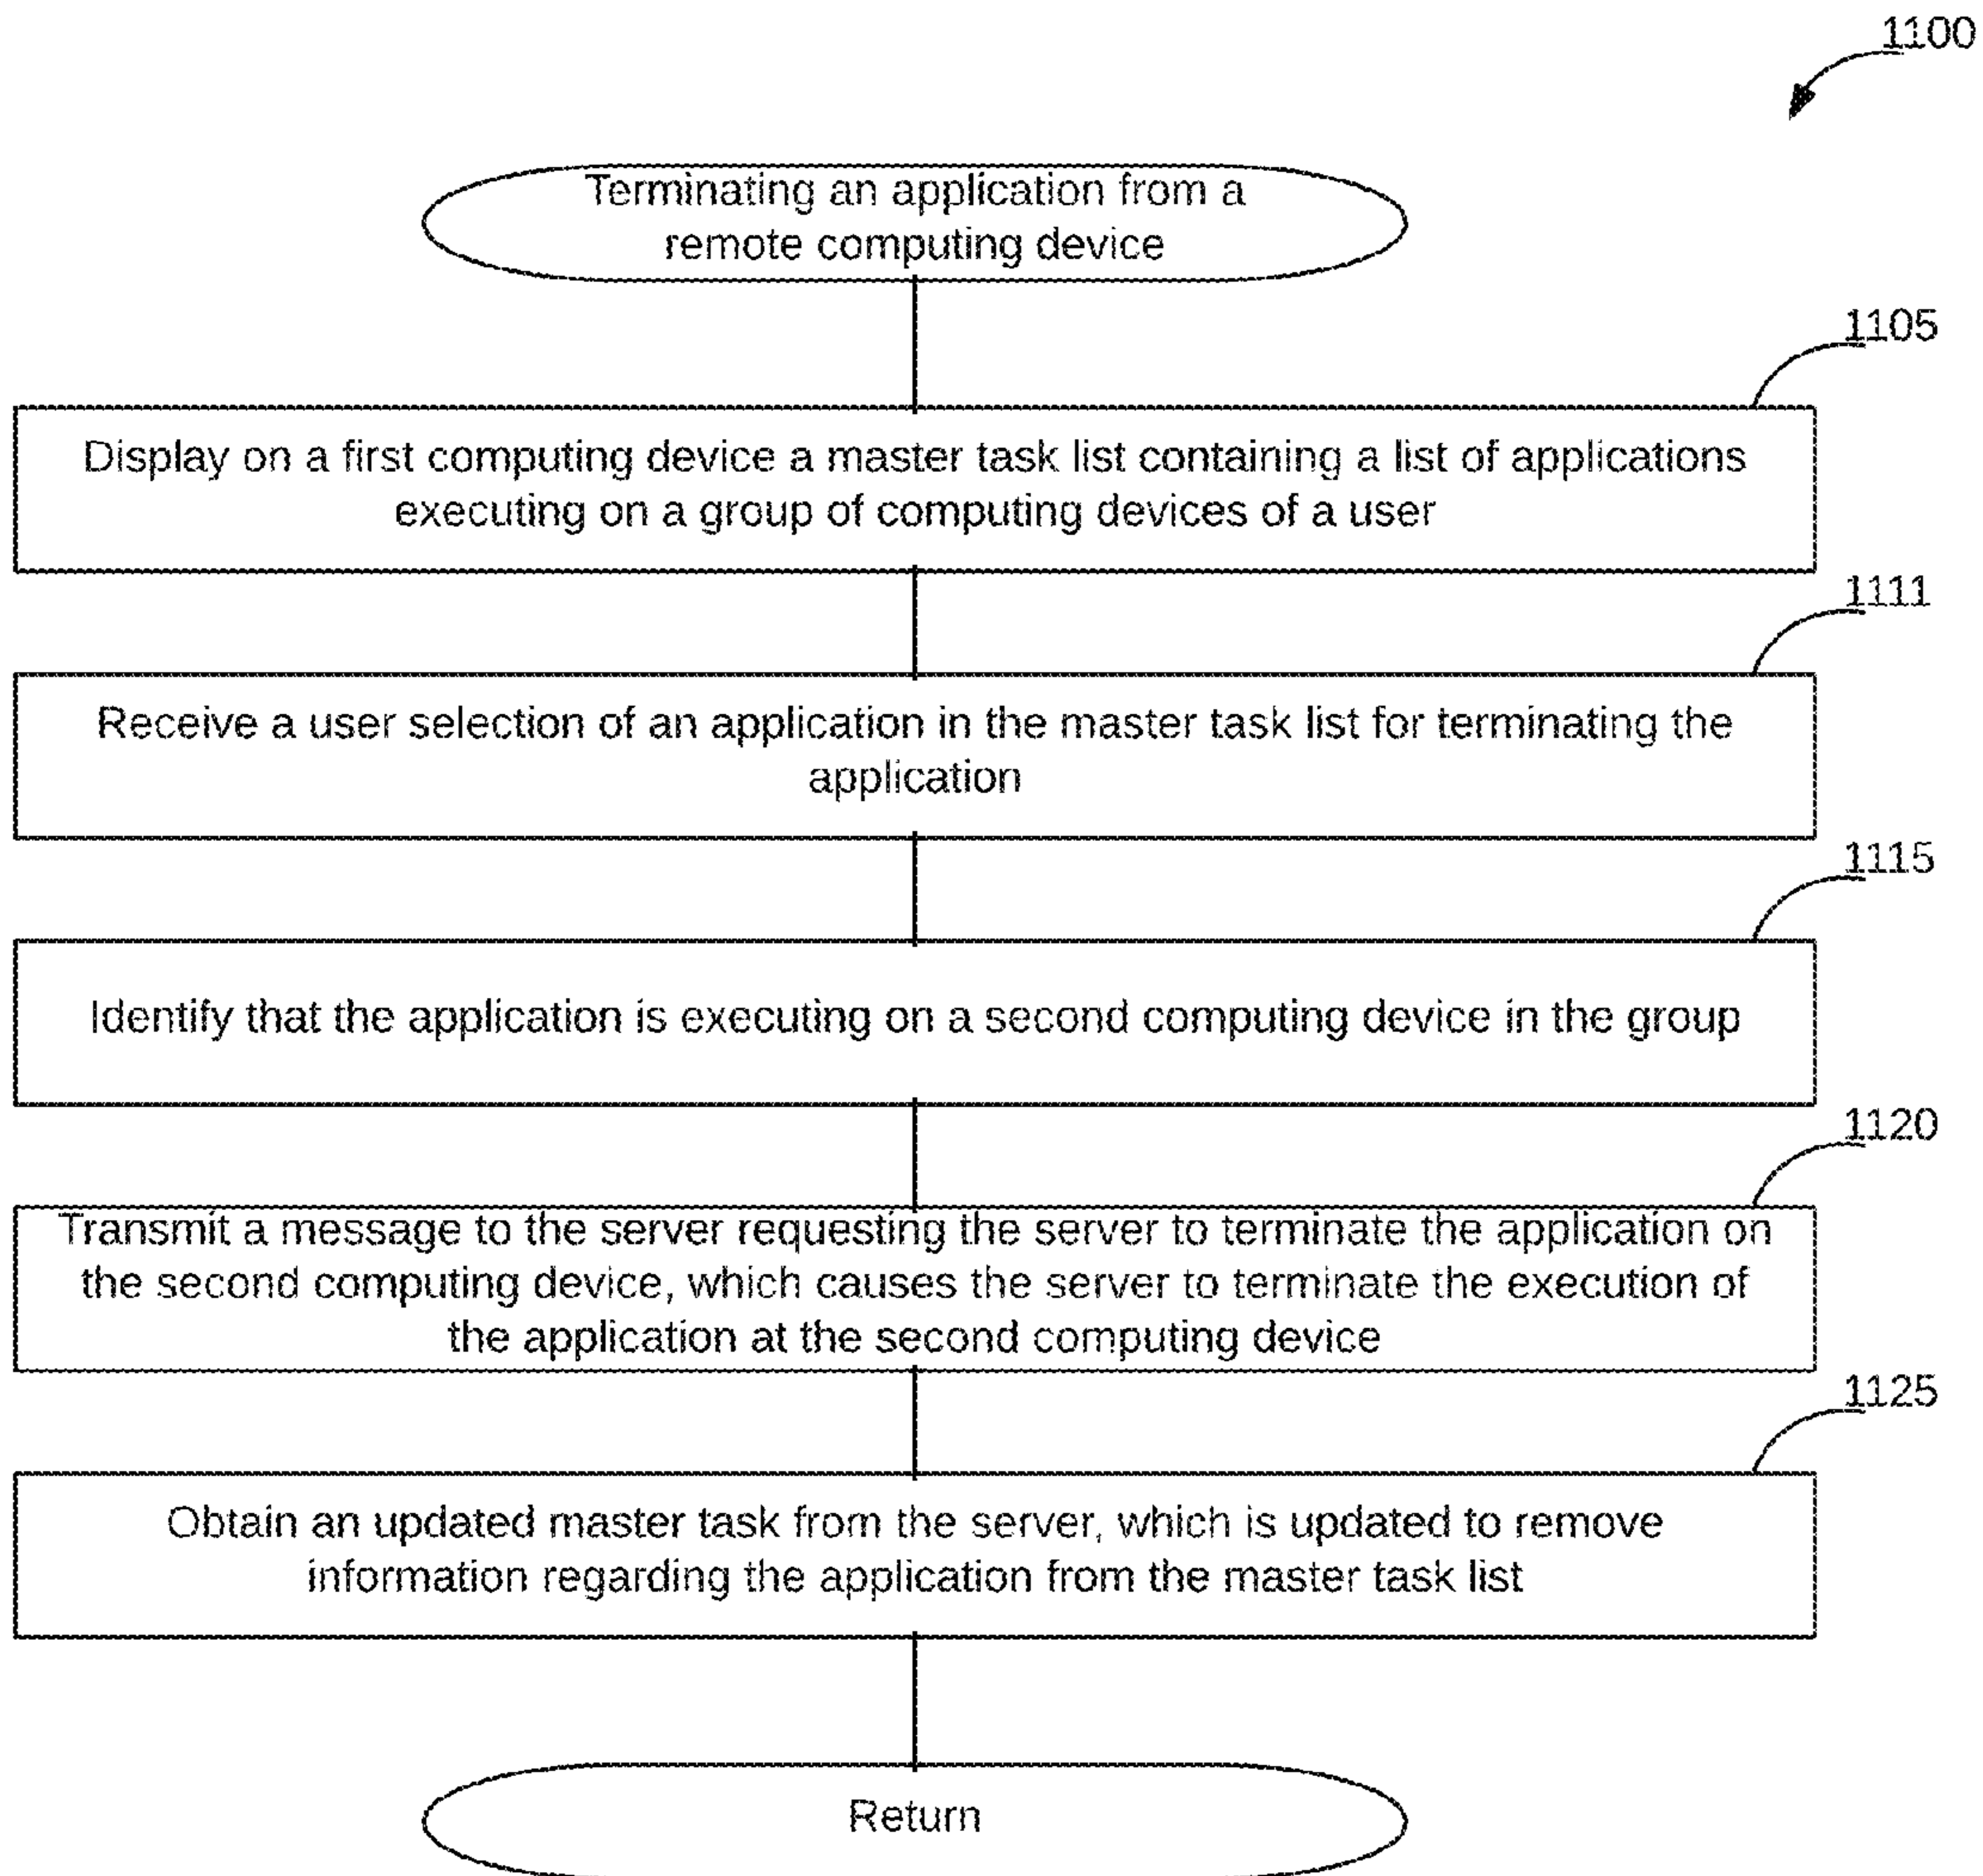 1100
Terminating an application from a
remote computing device
1105
Display on a first computing device a master task list containing a list of applications
executing on a group of computing devices of a user
1111
Receive a user selection of an application in the master task list for terminating the
application
1115
Identify that the application is executing on a second computing device in the group
1120
Transmit a message to the server requesting the server to terminate the application on
the second computing device, which causes the server to terminate the execution of
the application at the second computing device
1125
Obtain an updated master task from the server, which is updated to remove
information regarding the application from the master task list
Return